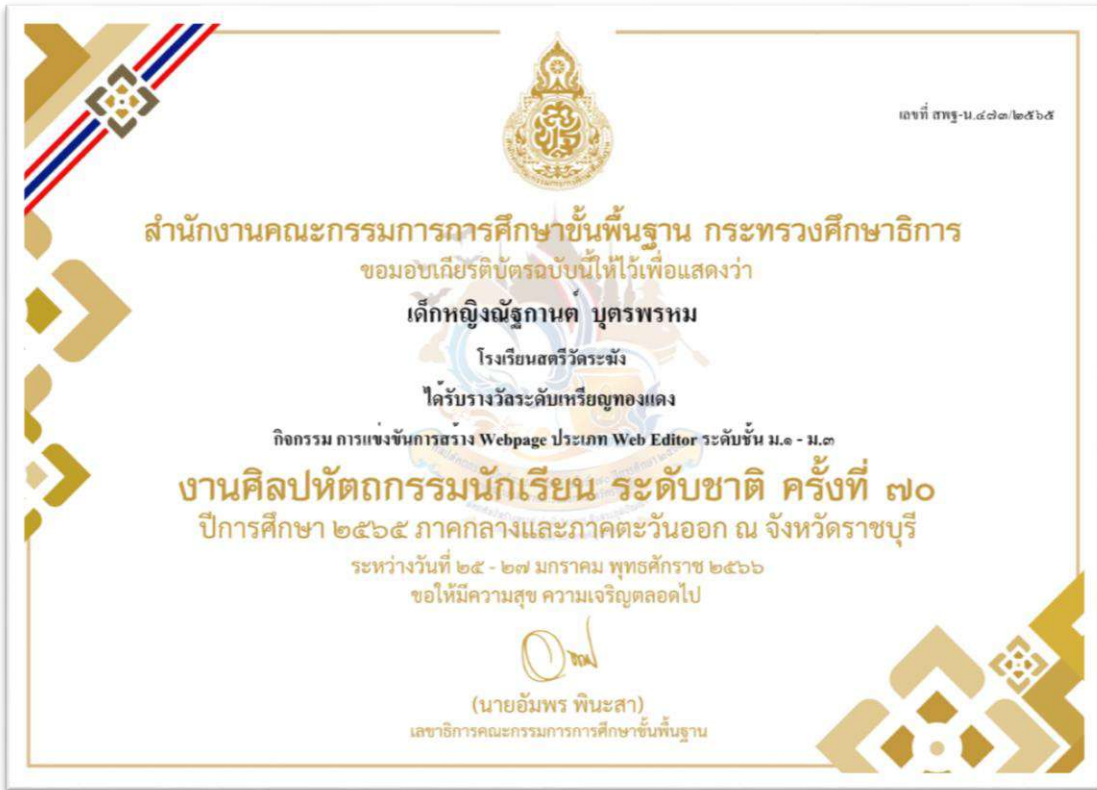 เลขที่ สพฐ-น.๔๗๓/๒๕๖๕
สำนักงานคณะกรรมการการศึกษาขั้นพื้นฐาน กระทรวงศึกษาธิการ
ขอมอบเกียรติบัตรฉบับนี้ให้ไว้เพื่อแสดงว่า
เด็กหญิงณัฐกานต์ บุตรพรหม
โรงเรียนสตรีวัดระฆัง
ได้รับรางวัลระดับเหรียญทองแดง
กิจกรรม การแข่งขันการสร้าง Webpage ประเภท Web Editor ระดับชั้น ม.๑ - ม.๓
งานศิลปหัตถกรรมนักเรียน ระดับชาติ ครั้งที่ ๗๐
ปีการศึกษา ๒๕๖๕ ภาคกลางและภาคตะวันออก ณ จังหวัดราชบุรี
ระหว่างวันที่ ๒๕ - ๒๗ มกราคม พุทธศักราช ๒๕๖๖
ขอให้มีความสุข ความเจริญตลอดไป
(นายอัมพร พินะสา)
เลขาธิการคณะกรรมการการศึกษาขั้นพื้นฐาน